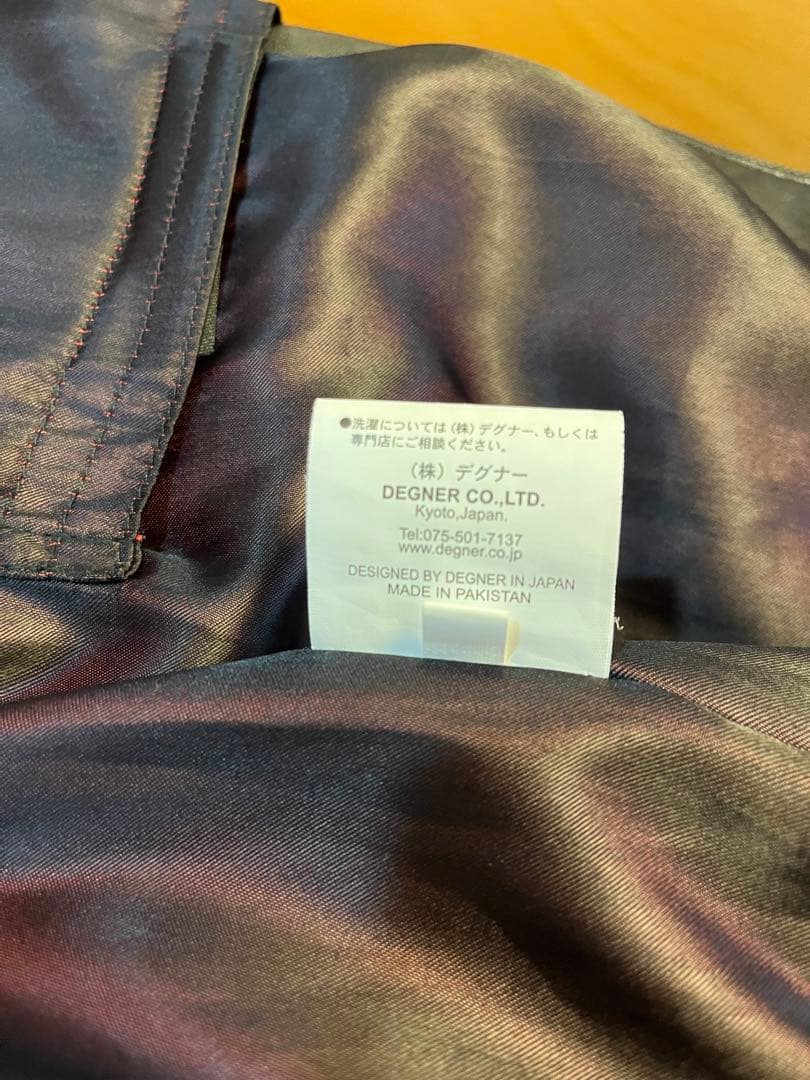 ●洗濯については(株)デグナー、もしくは
専門店にご相談ください。
(株)デグナー
DEGNER CO.,LTD.
Kyoto,Japan.
Tel:075-501-7137
www.degner.co.jp
DESIGNED BY DEGNER IN JAPAN
MADE IN PAKISTAN